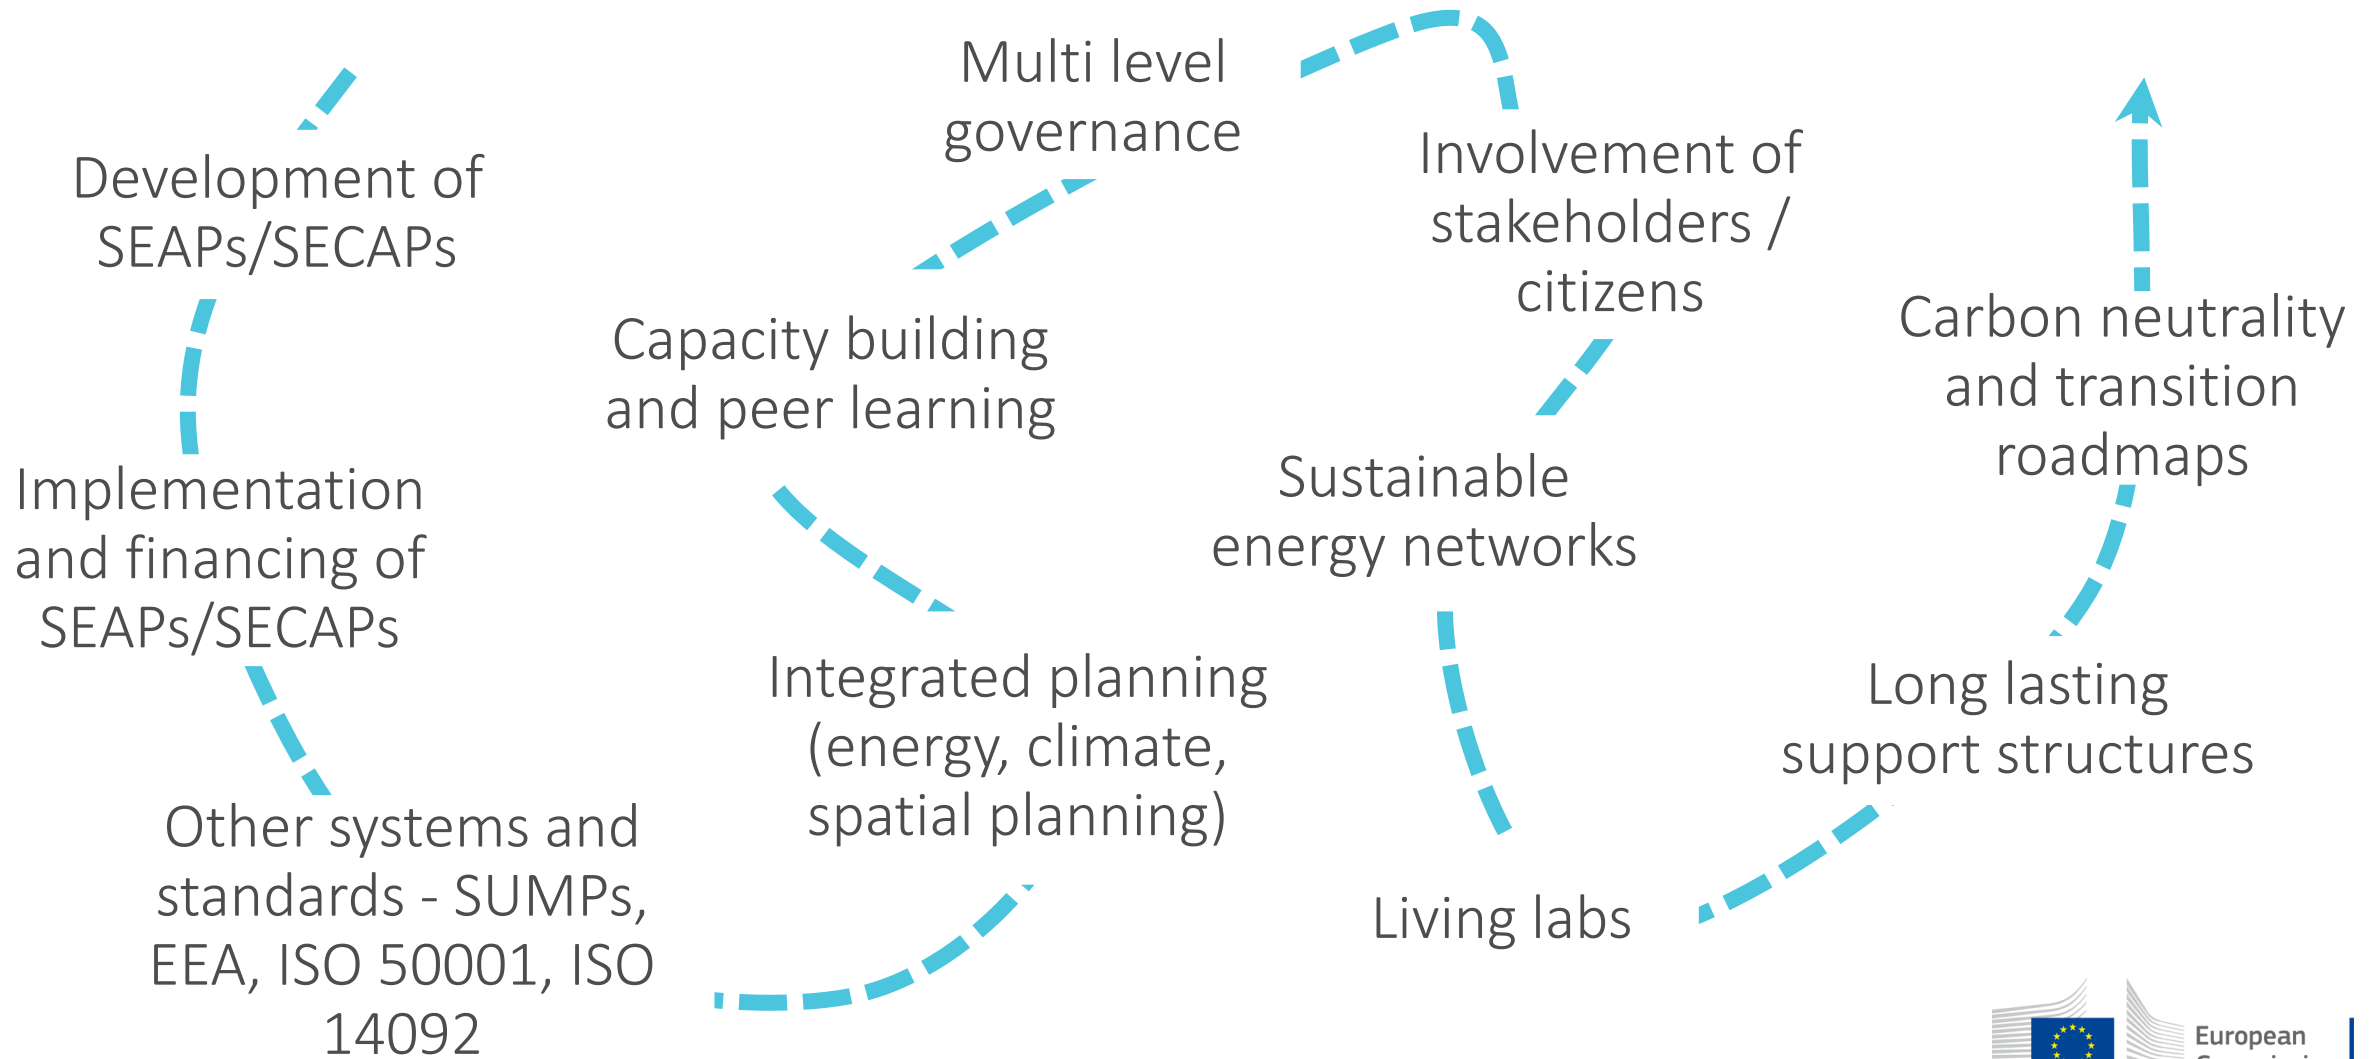 Development of
SEAPs/SECAPs
Implementation
and financing of
SEAPs/SECAPs
Other systems and
standards - SUMPs,
EEA, ISO 50001, ISO
14092
Integrated planning
(energy, climate,
spatial planning)
Capacity building
and peer learning
Multi level
governance
Involvement of
stakeholders /
citizens
Sustainable
energy networks
Living labs
Long lasting
support structures
Carbon neutrality
and transition
roadmaps
European